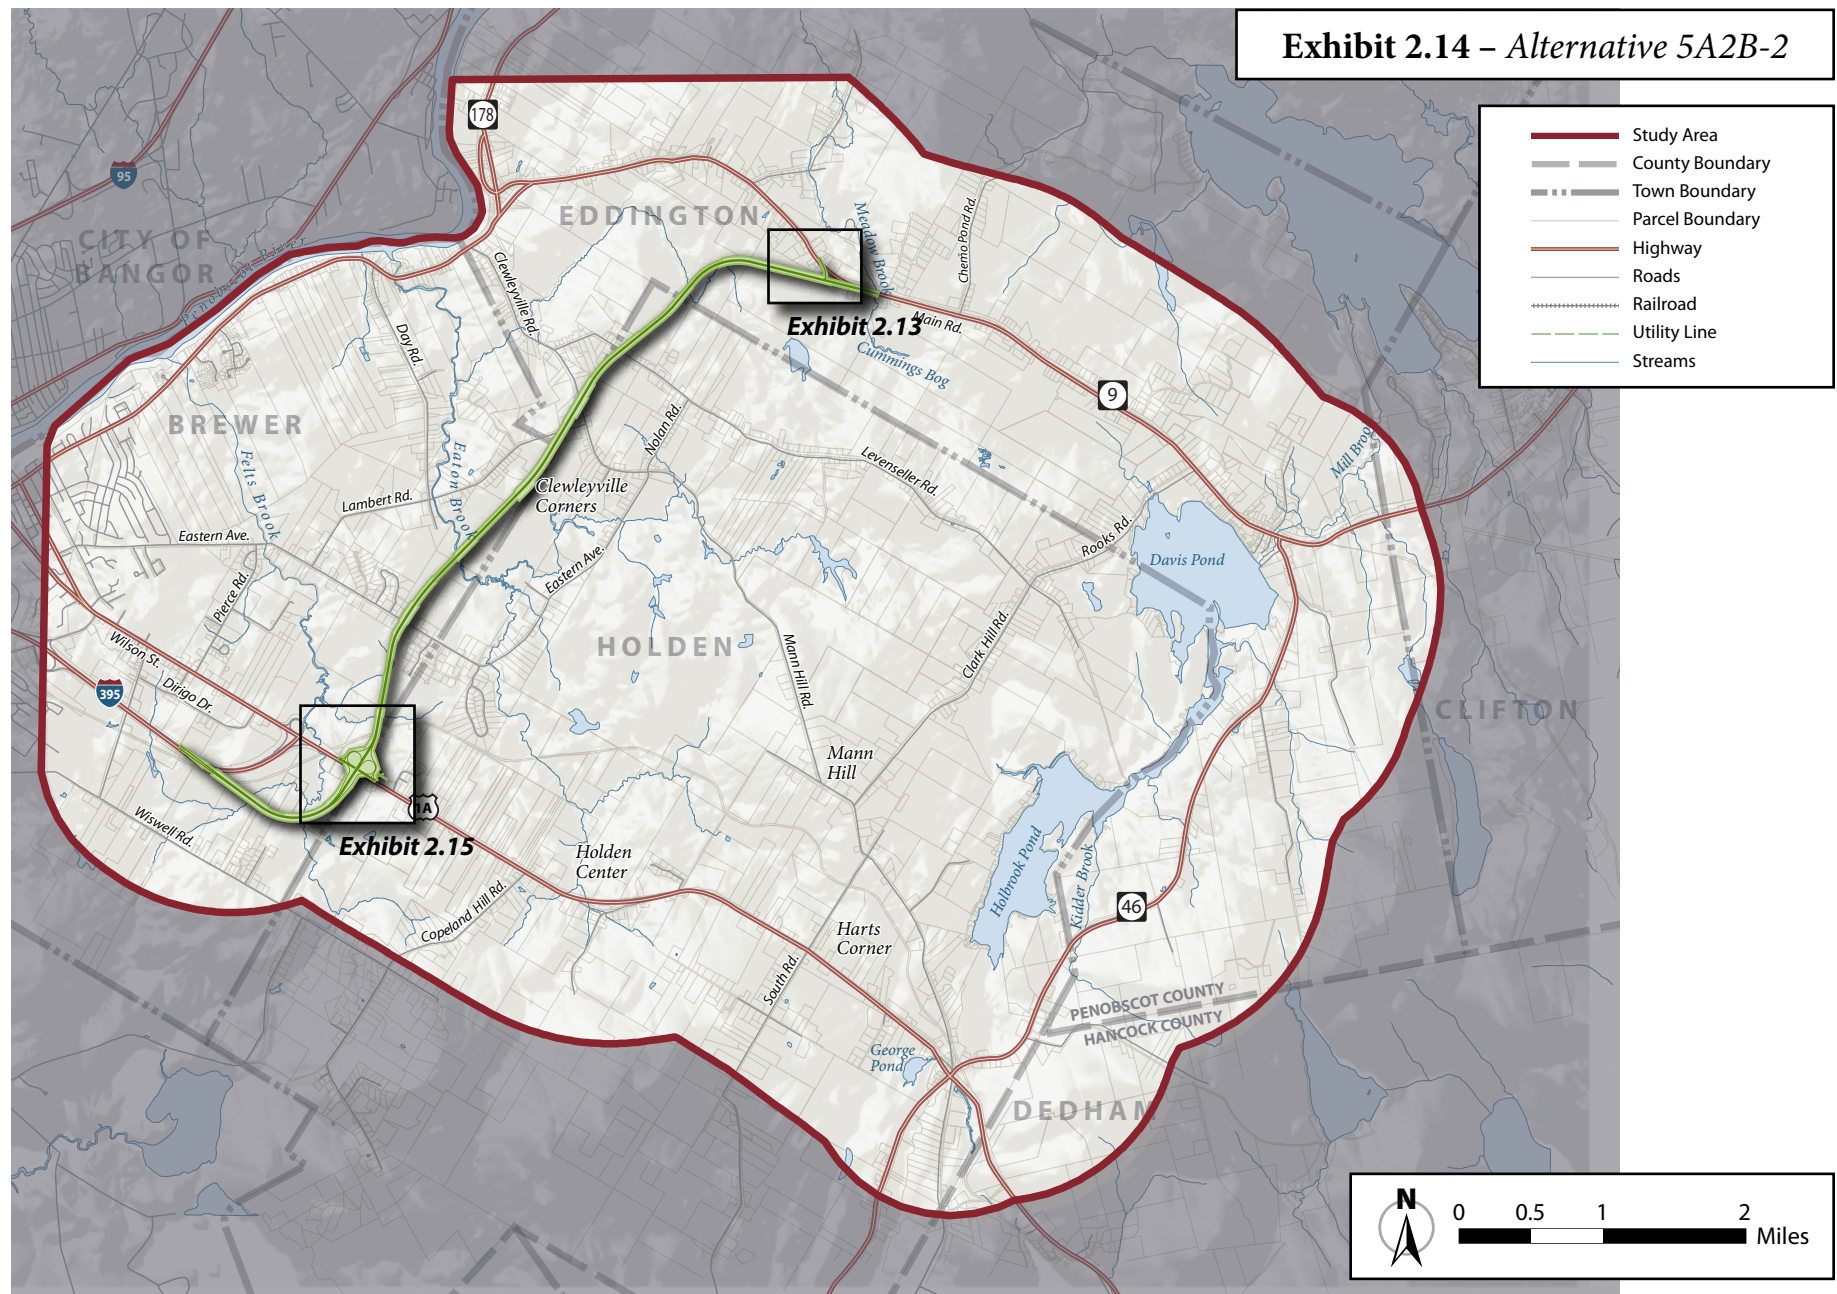 Exhibit 2.14 – Alternative 5A2B-2
Study Area
County Boundary
Town Boundary
Parcel Boundary
Highway
Roads
Railroad
Utility Line
Streams
178
95
CITY OF
BANGOR
Penobscot River
EDDINGTON
Meadow Brook
Chemo Pond Rd.
Clewleyville Rd.
Exhibit 2.13
Main Rd.
Day Rd.
Cummings Bog
9
BREWER
Nolan Rd.
Felts Brook
Eaton Brook
Levenseller Rd.
Mill Brook
Clewleyville
Corners
Lambert Rd.
Eastern Ave.
Rooks Rd.
Davis Pond
Eastern Ave.
Pierce Rd.
HOLDEN
Clark Hill Rd.
Mann Hill Rd.
Wilson St.
Dirigo Dr.
395
CLIFTON
Mann
Hill
1A
Wiswell Rd.
Exhibit 2.15
Holden
Center
Holbrook Pond
Kidder Brook
46
Copeland Hill Rd.
Harts
Corner
South Rd.
PENOBSCOT COUNTY
HANCOCK COUNTY
George
Pond
DEDHAM
N
0 0.5 1 2
Miles